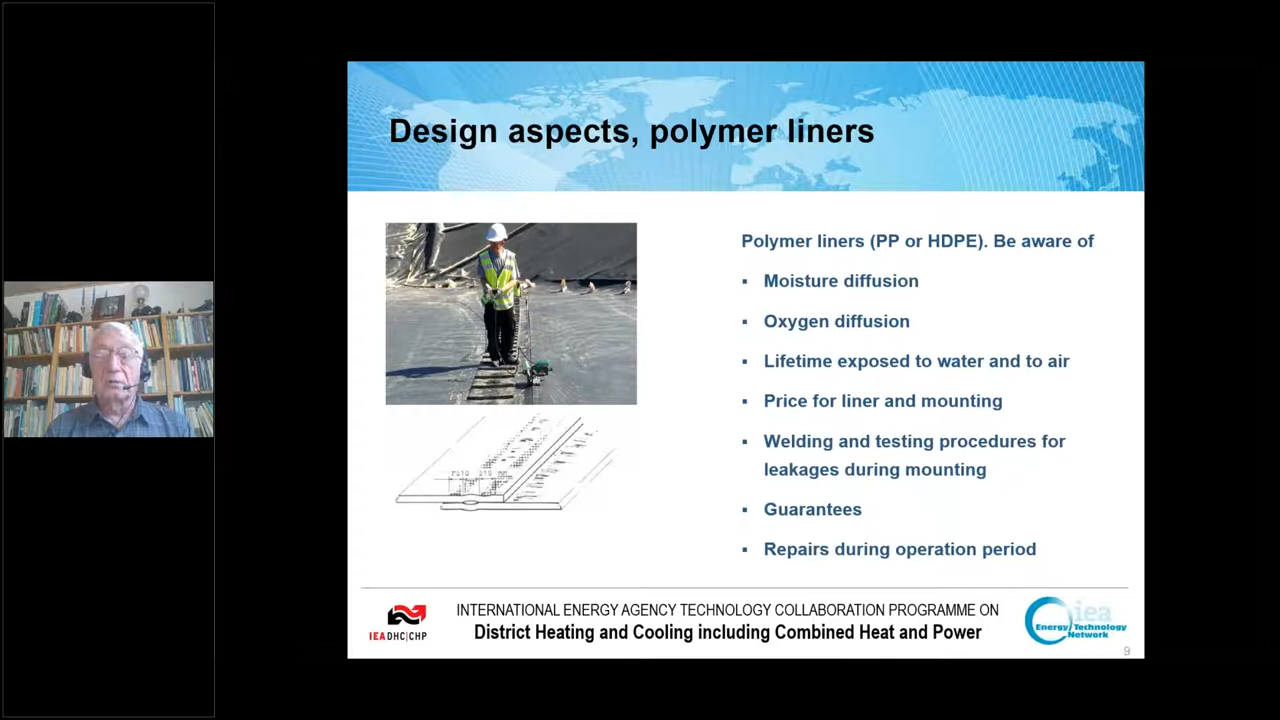 Design aspects, polymer liners
Polymer liners (PP or HDPE). Be aware of
▪ Moisture diffusion
▪ Oxygen diffusion
▪ Lifetime exposed to water and to air
▪ Price for liner and mounting
▪ Welding and testing procedures for
leakages during mounting
▪ Guarantees
▪ Repairs during operation period
IEA DHC|CHP
INTERNATIONAL ENERGY AGENCY TECHNOLOGY COLLABORATION PROGRAMME ON
District Heating and Cooling including Combined Heat and Power
iea
Energy Technology
Network
9